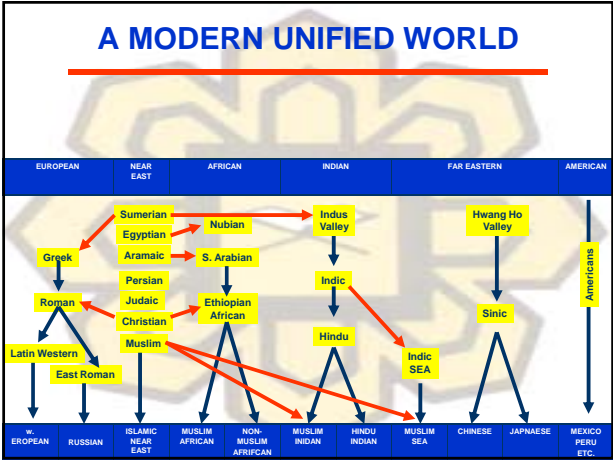 A MODERN UNIFIED WORLD
EUROPEAN
NEAR
EAST
AFRICAN
INDIAN
FAR EASTERN
AMERICAN
Sumerian
Indus
Valley
Hwang Ho
Valley
Nubian
Egyptian
Greek
Aramaic
S. Arabian
Americans
Persian
Indic
Judaic
Roman
Ethiopian
African
Sinic
Christian
Hindu
Muslim
Latin Western
Indic
SEA
East Roman
w.
EROPEAN
RUSSIAN
ISLAMIC
NEAR
EAST
MUSLIM
AFRICAN
NON-
MUSLIM
AFRIFCAN
MUSLIM
INIDAN
HINDU
INDIAN
MUSLIM
SEA
CHINESE
JAPNAESE
MEXICO
PERU
ETC.